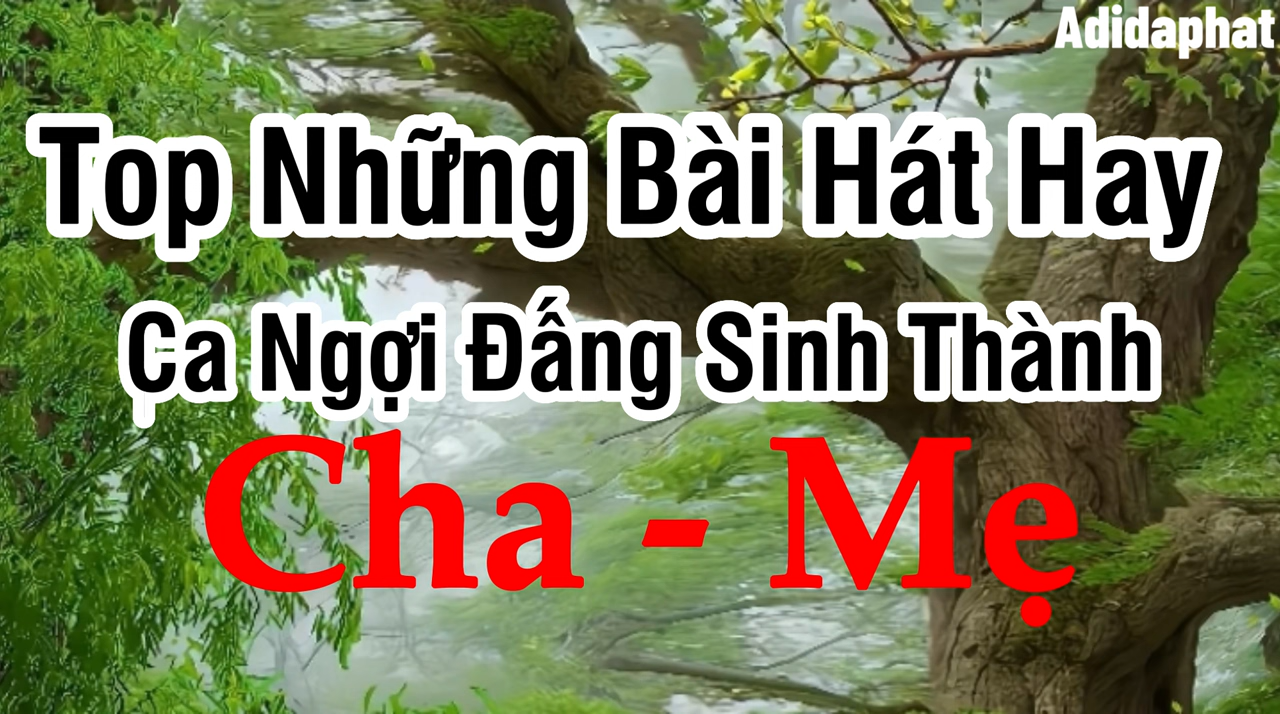 Adidaphat
Top Những Bài Hát Hay
Ca Ngợi Đấng Sinh Thành
Cha - Mẹ